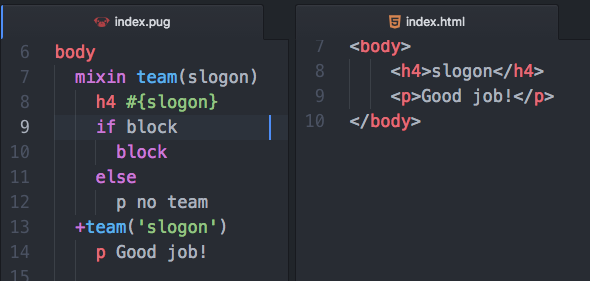 index.pug
6 body
7 mixin team(slogon)
8 h4 #{slogon}
9 if block
10 block
11 else
12 p no team
13 +team('slogon')
14 p Good job!
15
index.html
7 <body>
8 <h4>slogon</h4>
9 <p>Good job!</p>
10 </body>